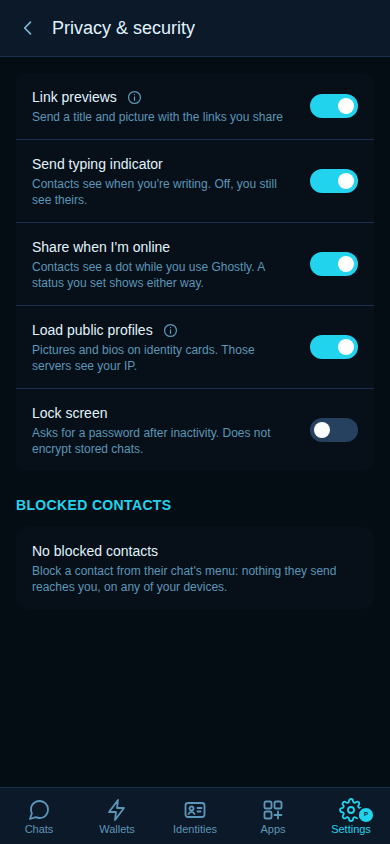 Privacy & security
Link previews
Send a title and picture with the links you share
Send typing indicator
Contacts see when you're writing. Off, you still
see theirs.
Share when I'm online
Contacts see a dot while you use Ghostly. A
status you set shows either way.
Load public profiles
Pictures and bios on identity cards. Those
servers see your IP.
Lock screen
Asks for a password after inactivity. Does not
encrypt stored chats.
BLOCKED CONTACTS
No blocked contacts
Block a contact from their chat's menu: nothing they send
reaches you, on any of your devices.
Chats
Wallets
Identities
Apps
Settings
P